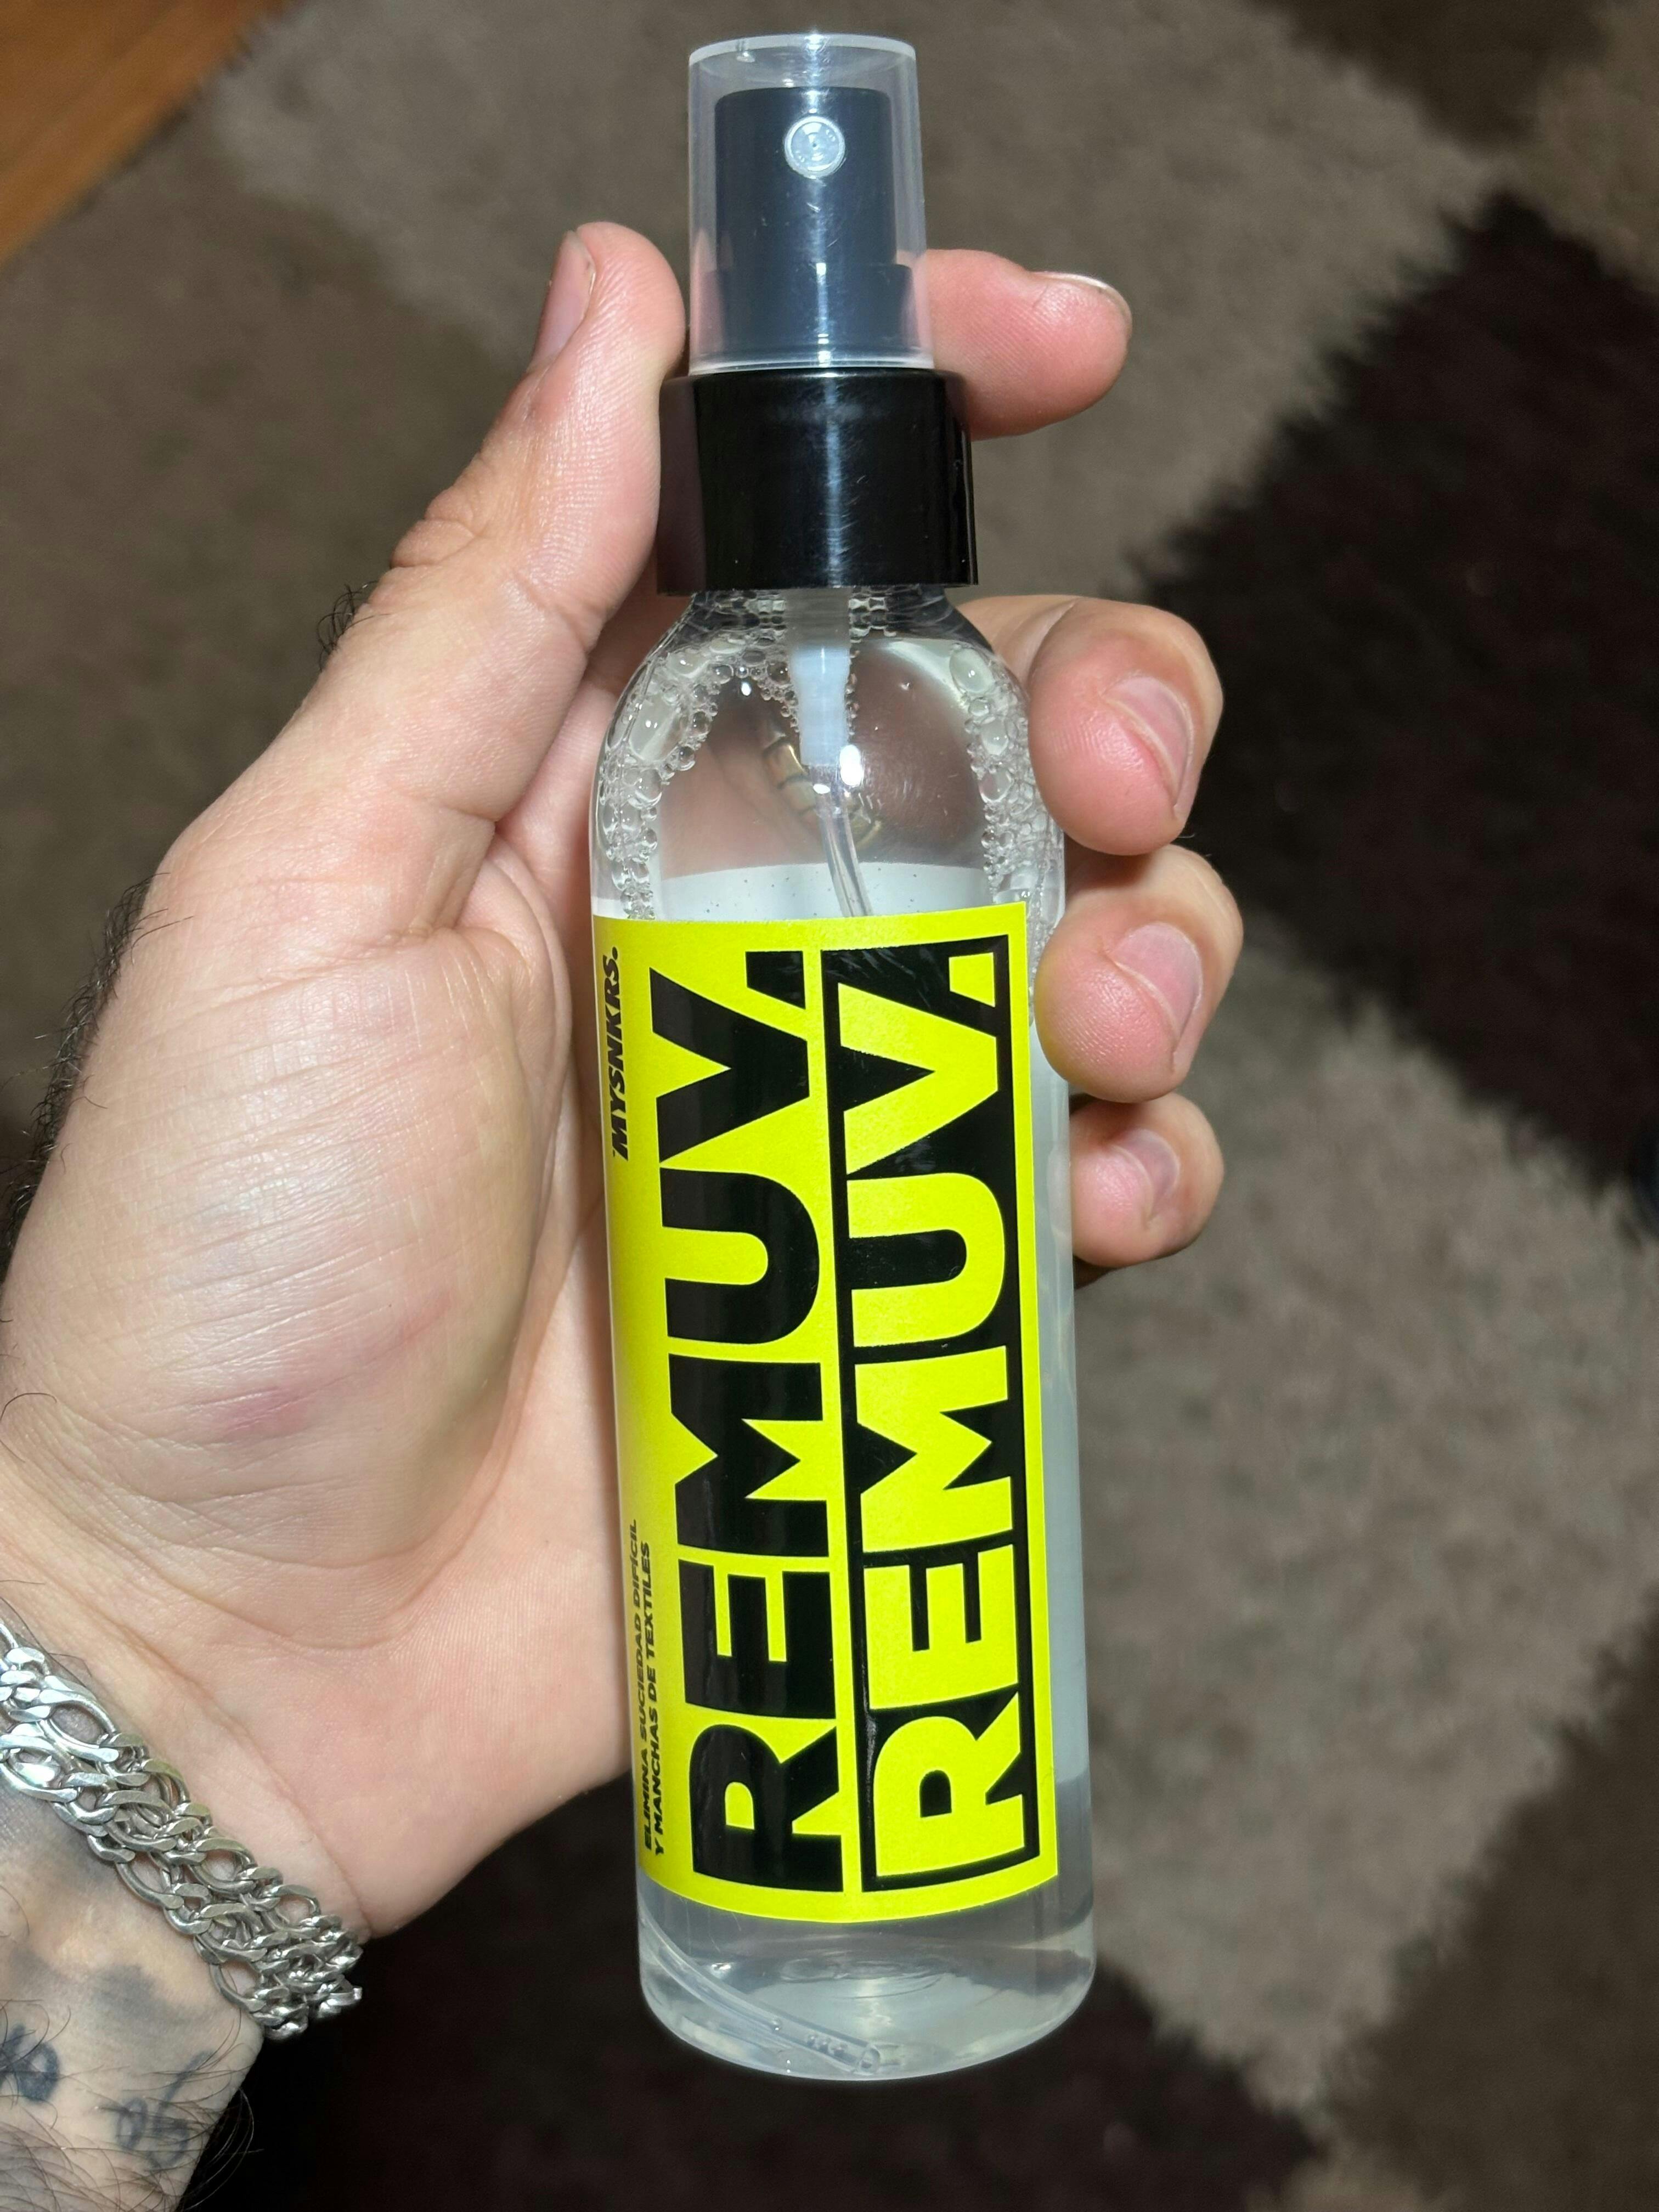 MYSNKRS.
ELIMINA SUCIEDAD DIFÍCIL
Y MANCHAS DE TEXTILES
REMUV.
REMUV.